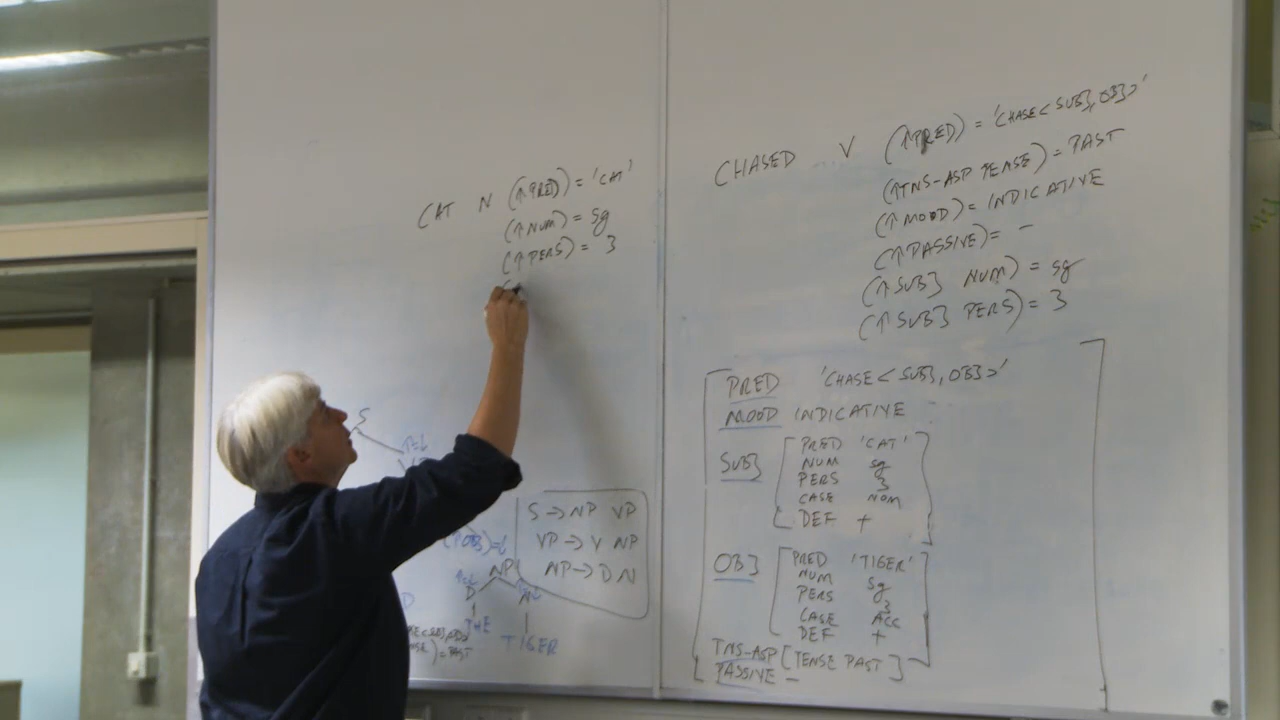 CAT N (↑PRED) = 'CAT'
(↑NUM) = sg
(↑PERS) = 3
(
S
↑=↓
S → NP VP
VP → V NP
NP → D N
(↑OBJ)=↓
NP
D
N
THE
TIGER
) = PAST
CHASED V (↑PRED) = 'CHASE < SUBJ, OBJ >'
(↑TNS-ASP TENSE) = PAST
(↑MOOD) = INDICATIVE
(↑PASSIVE) = -
(↑SUBJ NUM) = sg
(↑SUBJ PERS) = 3
PRED 'CHASE < SUBJ, OBJ >'
MOOD INDICATIVE
SUBJ [ PRED 'CAT'
NUM sg
PERS 3
CASE NOM
DEF + ]
OBJ [ PRED 'TIGER'
NUM sg
PERS 3
CASE ACC
DEF + ]
TNS-ASP [TENSE PAST]
PASSIVE -